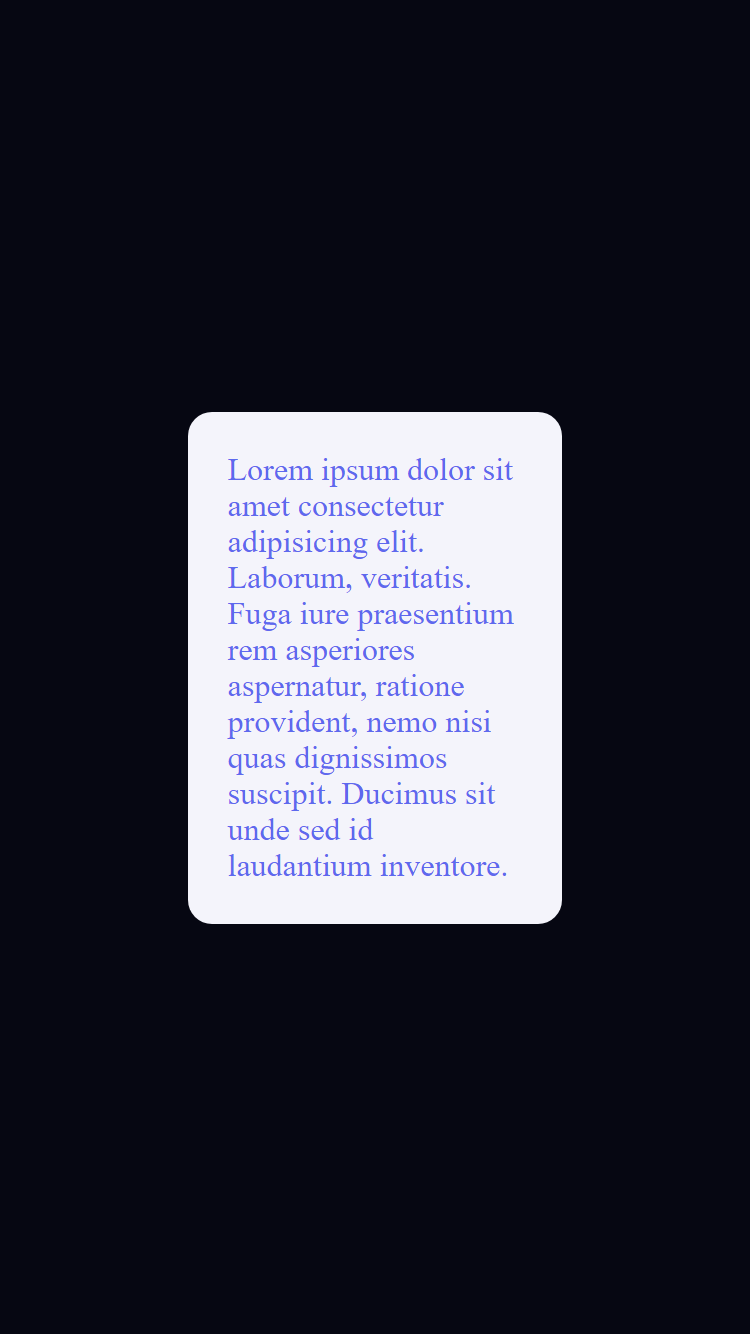 Lorem ipsum dolor sit
amet consectetur
adipisicing elit.
Laborum, veritatis.
Fuga iure praesentium
rem asperiores
aspernatur, ratione
provident, nemo nisi
quas dignissimos
suscipit. Ducimus sit
unde sed id
laudantium inventore.